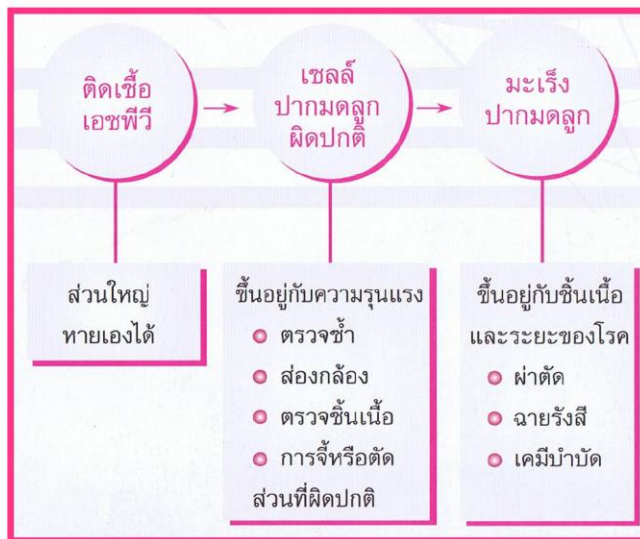 ติดเชื้อ
เอชพีวี
เซลล์
ปากมดลูก
ผิดปกติ
มะเร็ง
ปากมดลูก
ส่วนใหญ่
หายเองได้
ขึ้นอยู่กับความรุนแรง
ตรวจซ้ำ
ส่องกล้อง
ตรวจชิ้นเนื้อ
การจี้หรือตัด
ส่วนที่ผิดปกติ
ขึ้นอยู่กับชิ้นเนื้อ
และระยะของโรค
ผ่าตัด
ฉายรังสี
เคมีบำบัด